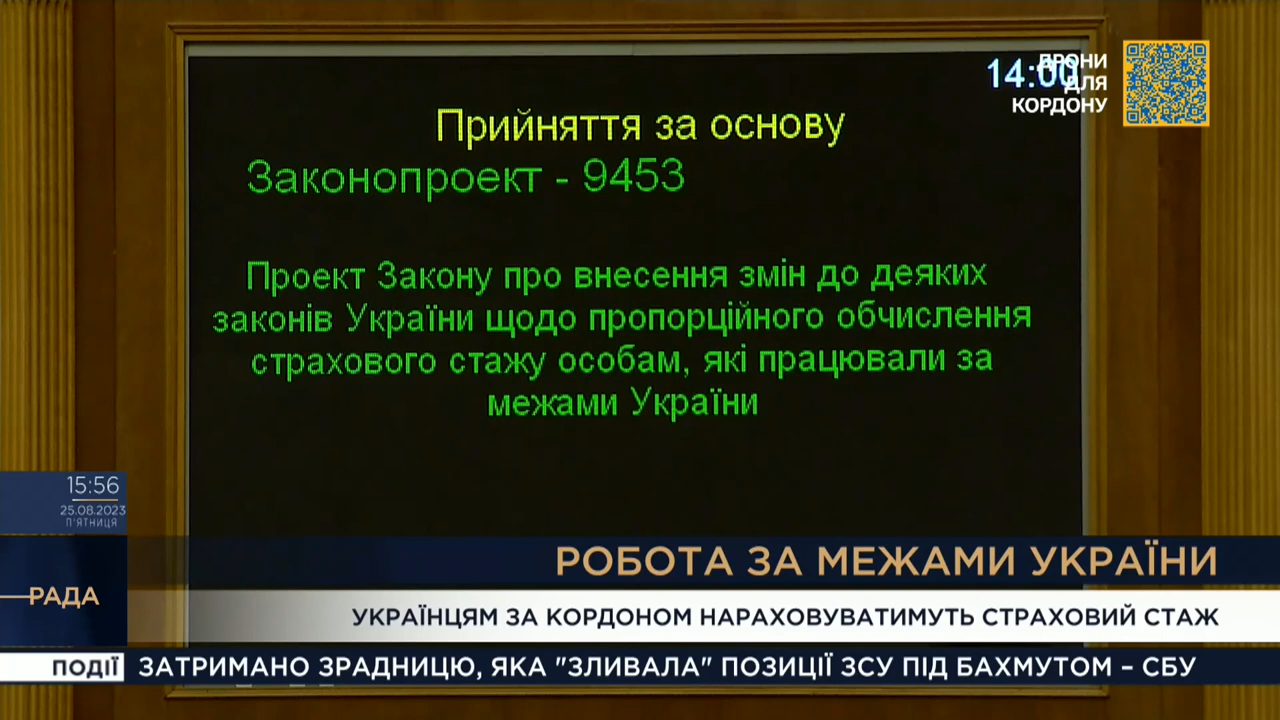 14:00
ДРОНИ
ДЛЯ
КОРДОНУ
Прийняття за основу
Законопроект - 9453
Проект Закону про внесення змін до деяких
законів України щодо пропорційного обчислення
страхового стажу особам, які працювали за
межами України
15:56
25.08.2023
П'ЯТНИЦЯ
РАДА
РОБОТА ЗА МЕЖАМИ УКРАЇНИ
УКРАЇНЦЯМ ЗА КОРДОНОМ НАРАХОВУВАТИМУТЬ СТРАХОВИЙ СТАЖ
ПОДІЇ ЗАТРИМАНО ЗРАДНИЦЮ, ЯКА "ЗЛИВАЛА" ПОЗИЦІЇ ЗСУ ПІД БАХМУТОМ – СБУ